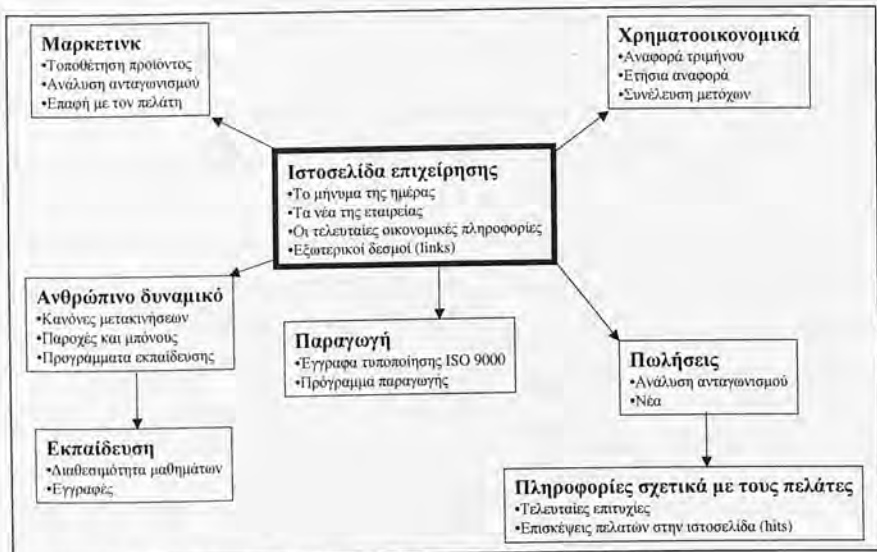 Μαρκετινκ
•Τοποθέτηση προϊόντος
•Ανάλυση ανταγωνισμού
•Επαφή με τον πελάτη
Χρηματοοικονομικά
•Αναφορά τριμήνου
•Ετήσια αναφορά
•Συνέλευση μετόχων
Ιστοσελίδα επιχείρησης
•Το μήνυμα της ημέρας
•Τα νέα της εταιρείας
•Οι τελευταίες οικονομικές πληροφορίες
•Εξωτερικοί δεσμοί (links)
Ανθρώπινο δυναμικό
•Κανόνες μετακινήσεων
•Παροχές και μπόνους
•Προγράμματα εκπαίδευσης
Παραγωγή
•Έγγραφα τυποποίησης ISO 9000
•Πρόγραμμα παραγωγής
Πωλήσεις
•Ανάλυση ανταγωνισμού
•Νέα
Εκπαίδευση
•Διαθεσιμότητα μαθημάτων
•Εγγραφές
Πληροφορίες σχετικά με τους πελάτες
•Τελευταίες επιτυχίες
•Επισκέψεις πελατών στην ιστοσελίδα (hits)